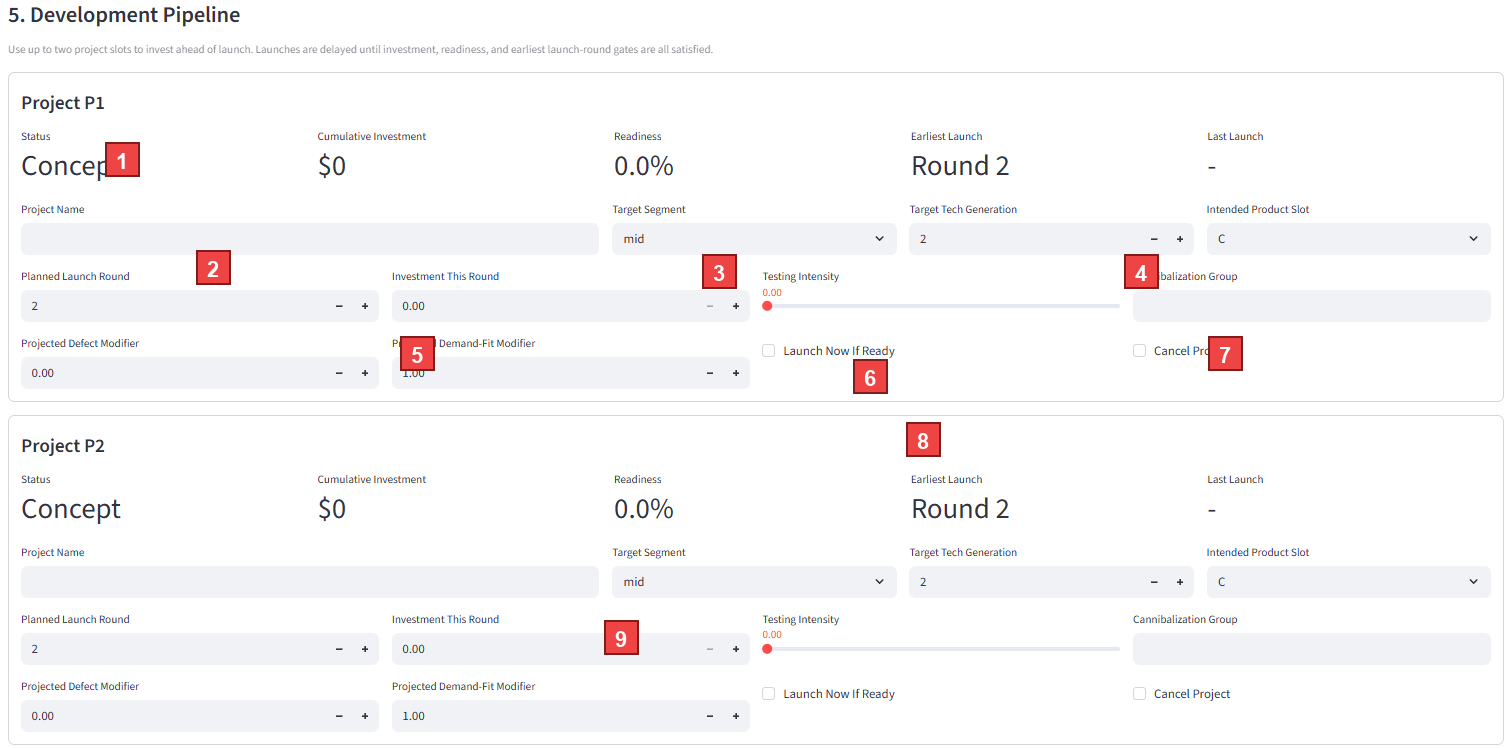 5. Development Pipeline
Use up to two project slots to invest ahead of launch. Launches are delayed until investment, readiness, and earliest launch-round gates are all satisfied.
Project P1
Status Cumulative Investment Readiness Earliest Launch Last Launch
Concep 1 $0 0.0% Round 2 -
Project Name Target Segment Target Tech Generation Intended Product Slot
mid 2 − + C
2 3 4
Planned Launch Round Investment This Round Testing Intensity balization Group
0.00
2 − + 0.00 − +
Projected Defect Modifier 5 Demand-Fit Modifier Launch Now If Ready Cancel Pro 7
0.00 − + 1.00 − + 6
8
Project P2
Status Cumulative Investment Readiness Earliest Launch Last Launch
Concept $0 0.0% Round 2 -
Project Name Target Segment Target Tech Generation Intended Product Slot
mid 2 − + C
Planned Launch Round Investment This Round 9 Testing Intensity Cannibalization Group
0.00
2 − + 0.00 − +
Projected Defect Modifier Projected Demand-Fit Modifier Launch Now If Ready Cancel Project
0.00 − + 1.00 − +